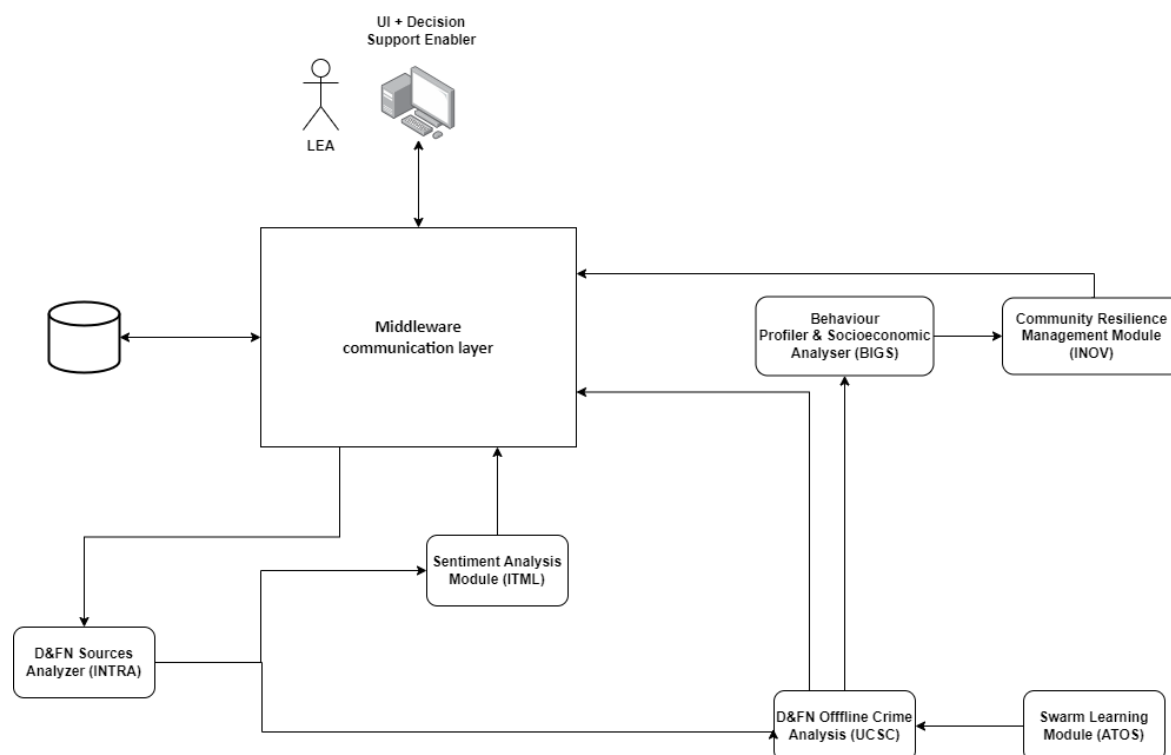 UI + Decision
Support Enabler
LEA
Middleware
communication layer
Behaviour
Profiler & Socioeconomic
Analyser (BIGS)
Community Resilience
Management Module
(INOV)
Sentiment Analysis
Module (ITML)
D&FN Sources
Analyzer (INTRA)
D&FN Offfline Crime
Analysis (UCSC)
Swarm Learning
Module (ATOS)